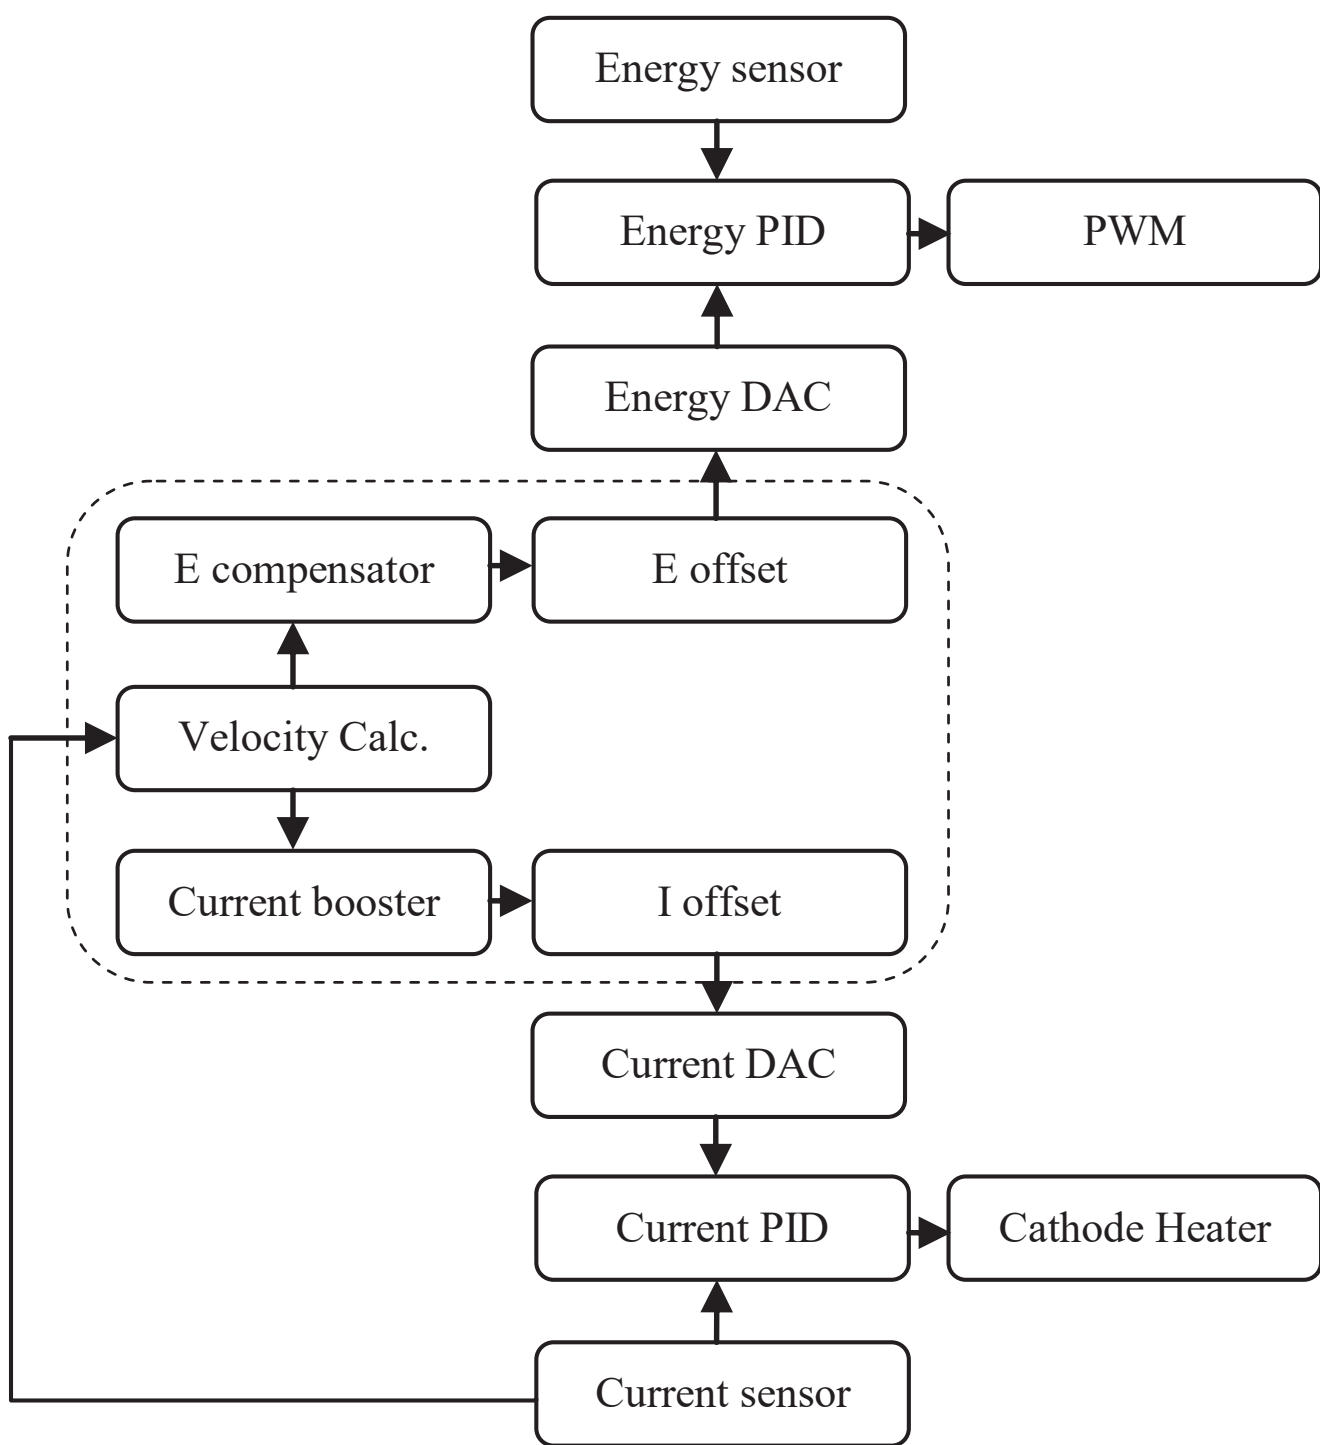 Energy sensor
Energy PID
PWM
Energy DAC
E compensator
E offset
Velocity Calc.
Current booster
I offset
Current DAC
Current PID
Cathode Heater
Current sensor